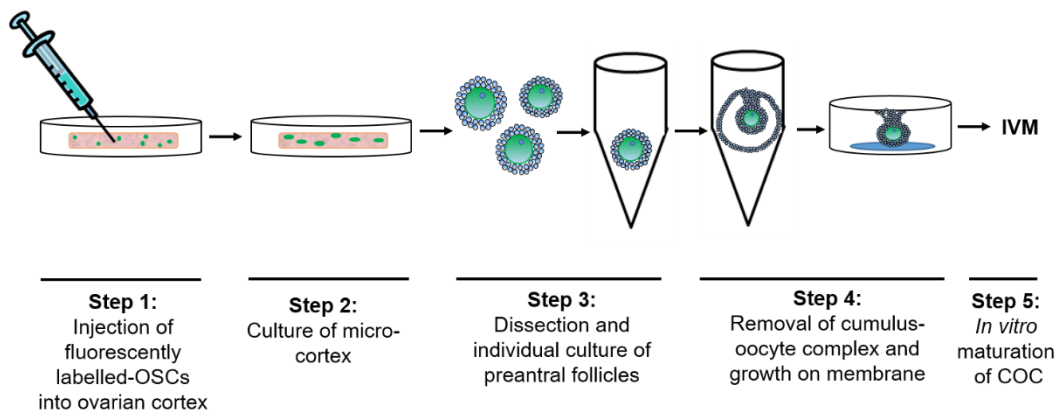 IVM
Step 1:
Injection of
fluorescently
labelled-OSCs
into ovarian cortex
Step 2:
Culture of micro-
cortex
Step 3:
Dissection and
individual culture of
preantral follicles
Step 4:
Removal of cumulus-
oocyte complex and
growth on membrane
Step 5:
In vitro
maturation
of COC